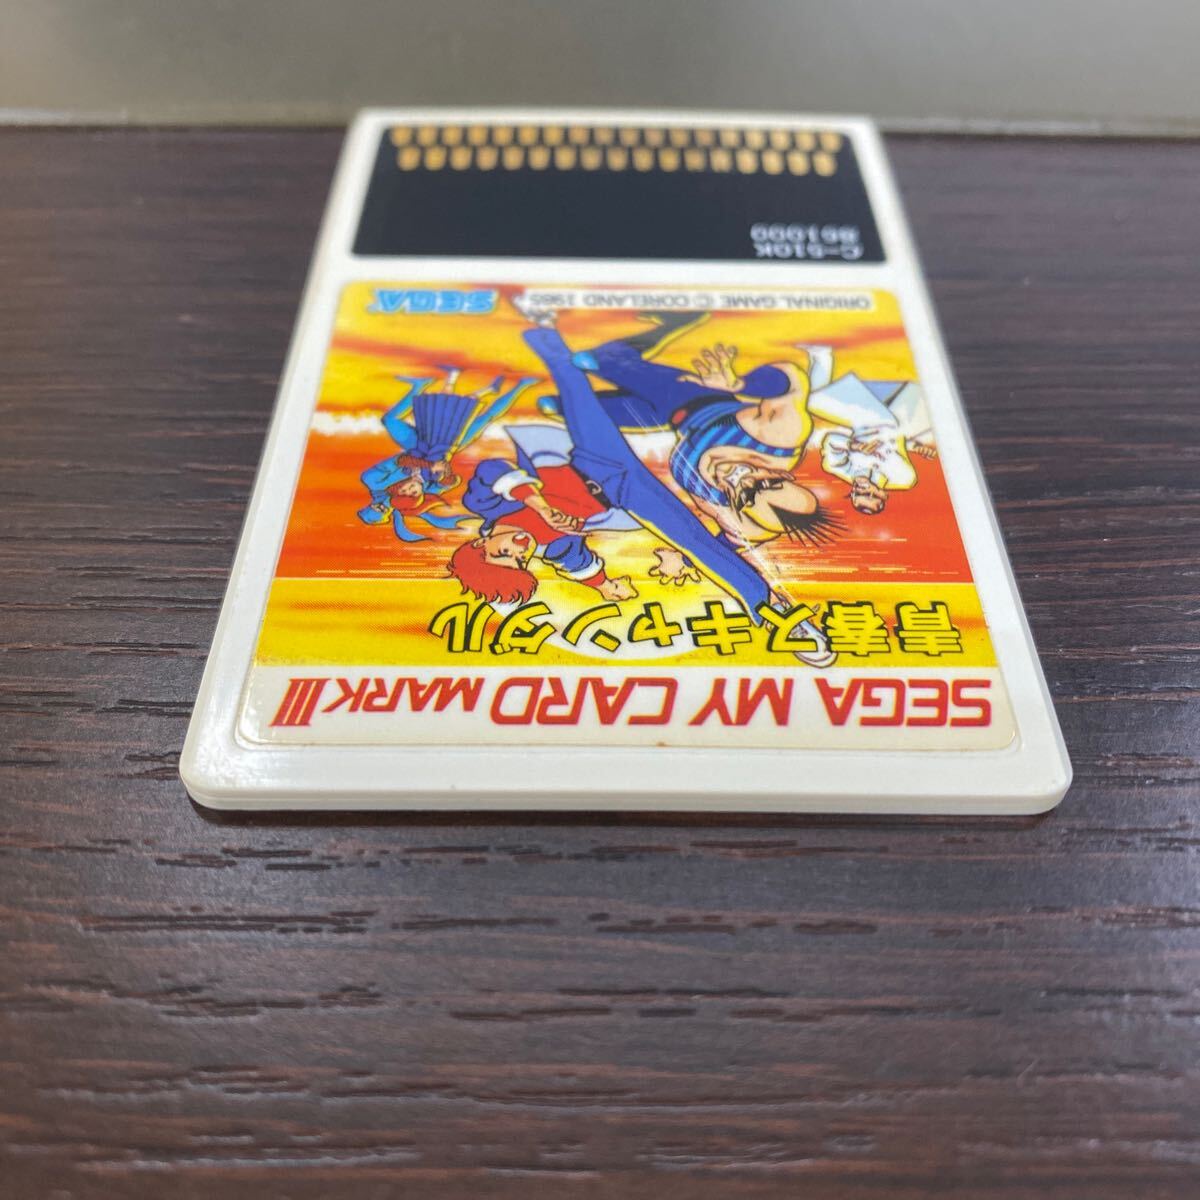 SEGA MY CARD MARK III
青春スキャンダル
SEGA
ORIGINAL GAME © CORELAND 1985
C-510K
861000